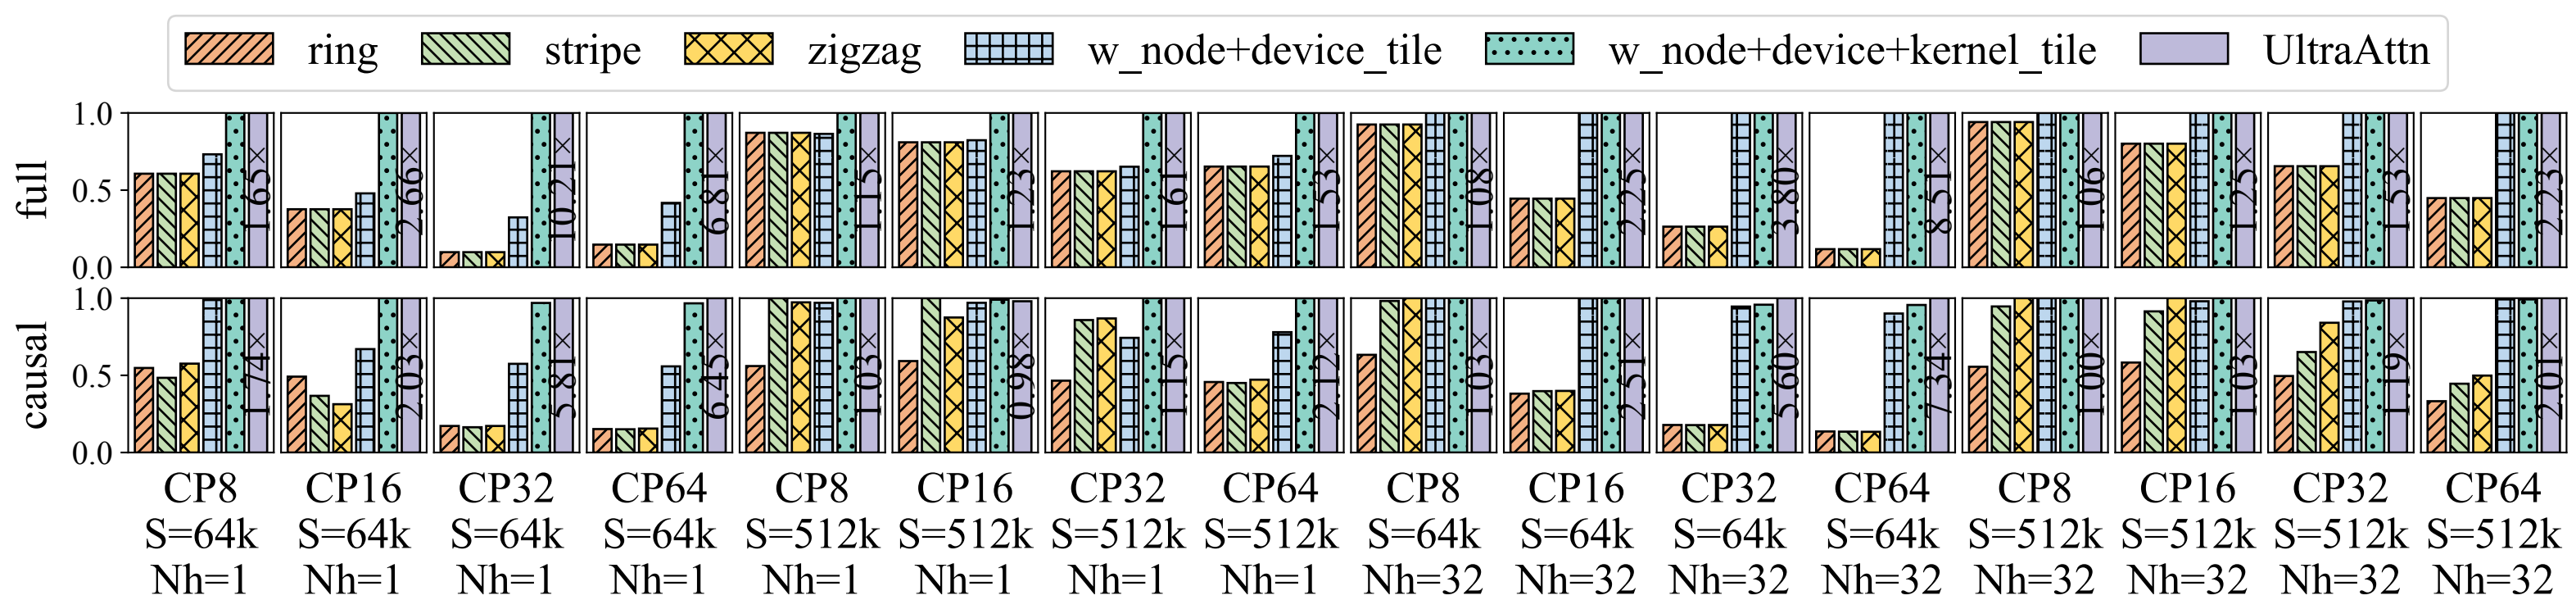 ring stripe zigzag w_node+device_tile w_node+device+kernel_tile UltraAttn
full
1.0
0.5
0.0
1.65× 2.66× 10.21× 6.81× 1.15× 1.23× 1.61× 1.53× 1.08× 2.25× 3.80× 8.51× 1.06× 1.25× 1.53× 2.23×
causal
1.0
0.5
0.0
1.74× 2.03× 5.81× 6.45× 1.03× 0.98× 1.15× 2.12× 1.03× 2.51× 5.60× 7.34× 1.00× 1.03× 1.19× 2.01×
CP8 CP16 CP32 CP64 CP8 CP16 CP32 CP64 CP8 CP16 CP32 CP64 CP8 CP16 CP32 CP64
S=64k S=64k S=64k S=64k S=512k S=512k S=512k S=512k S=64k S=64k S=64k S=64k S=512k S=512k S=512k S=512k
Nh=1 Nh=1 Nh=1 Nh=1 Nh=1 Nh=1 Nh=1 Nh=1 Nh=32 Nh=32 Nh=32 Nh=32 Nh=32 Nh=32 Nh=32 Nh=32